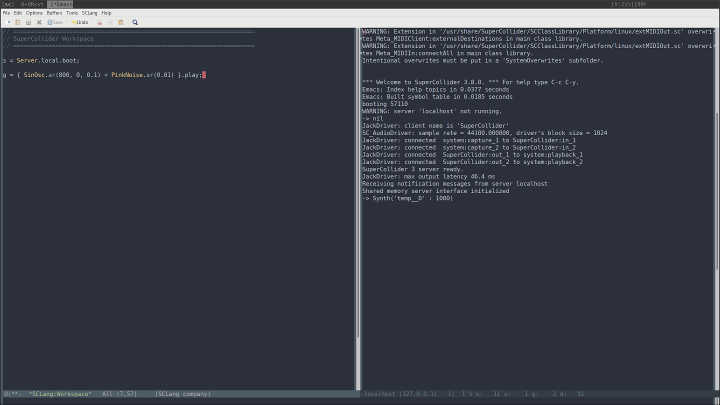 File Edit Options Buffers Tools SCLang Help
Save Undo
// SuperCollider Workspace
s = Server.local.boot;
g = { SinOsc.ar(800, 0, 0.1) + PinkNoise.ar(0.01) }.play;
*SCLang:Workspace* All (7,57) (SCLang company)
WARNING: Extension in '/usr/share/SuperCollider/SCClassLibrary/Platform/linux/extMIDIOut.sc' overwri
tes Meta_MIDIClient:externalDestinations in main class library.
WARNING: Extension in '/usr/share/SuperCollider/SCClassLibrary/Platform/linux/extMIDIOut.sc' overwri
tes Meta_MIDIIn:connectAll in main class library.
Intentional overwrites must be put in a 'SystemOverwrites' subfolder.
*** Welcome to SuperCollider 3.8.0. *** For help type C-c C-y.
Emacs: Index help topics in 0.0377 seconds
Emacs: Built symbol table in 0.0185 seconds
booting 57110
WARNING: server 'localhost' not running.
-> nil
JackDriver: client name is 'SuperCollider'
SC_AudioDriver: sample rate = 44100.000000, driver's block size = 1024
JackDriver: connected system:capture_1 to SuperCollider:in_1
JackDriver: connected system:capture_2 to SuperCollider:in_2
JackDriver: connected SuperCollider:out_1 to system:playback_1
JackDriver: connected SuperCollider:out_2 to system:playback_2
SuperCollider 3 server ready.
JackDriver: max output latency 46.4 ms
Receiving notification messages from server localhost
Shared memory server interface initialized
-> Synth('temp__0' : 1000)